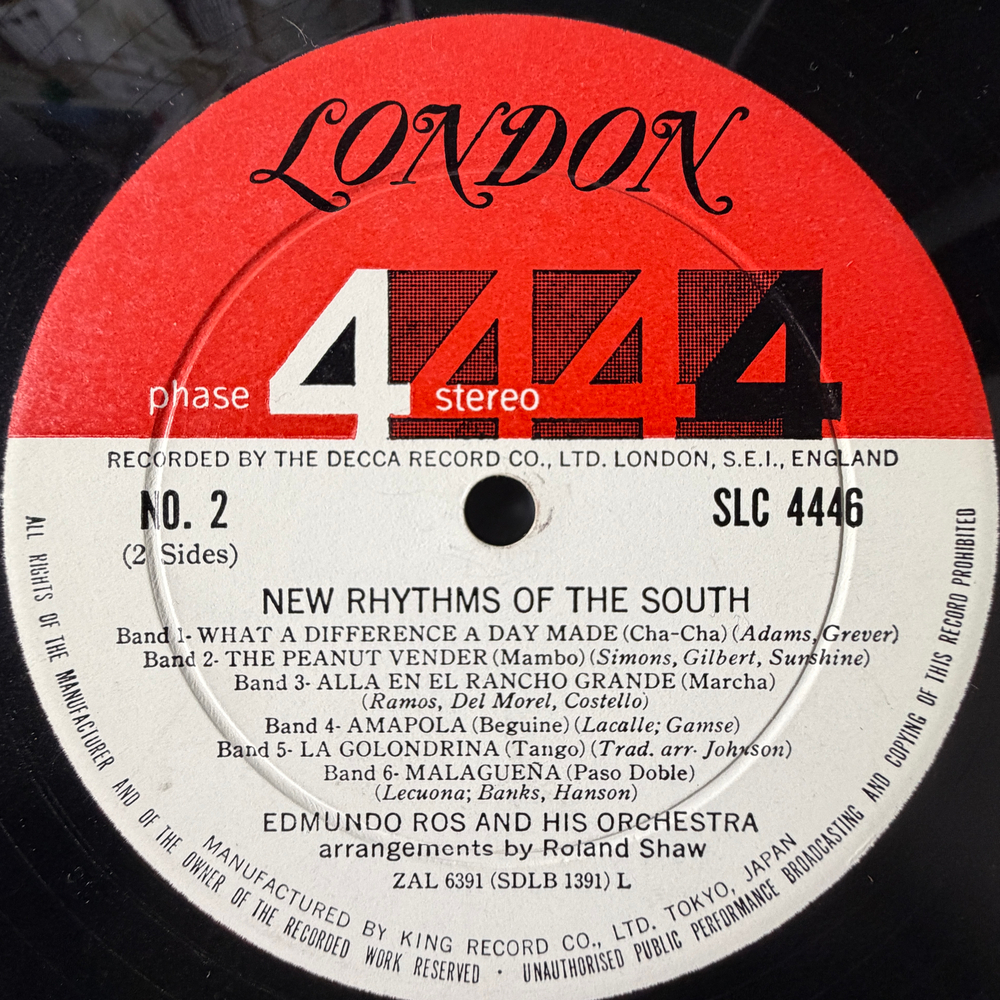 LONDON
phase 4 stereo 4 4 4
RECORDED BY THE DECCA RECORD CO., LTD. LONDON, S.E.I., ENGLAND
NO. 2
SLC 4446
(2 Sides)
NEW RHYTHMS OF THE SOUTH
Band 1- WHAT A DIFFERENCE A DAY MADE (Cha-Cha) (Adams, Grever)
Band 2- THE PEANUT VENDER (Mambo) (Simons, Gilbert, Sunshine)
Band 3- ALLA EN EL RANCHO GRANDE (Marcha)
(Ramos, Del Morel, Costello)
Band 4- AMAPOLA (Beguine) (Lacalle; Gamse)
Band 5- LA GOLONDRINA (Tango) (Trad. arr. Johnson)
Band 6- MALAGUEÑA (Paso Doble)
(Lecuona; Banks, Hanson)
EDMUNDO ROS AND HIS ORCHESTRA
arrangements by Roland Shaw
ZAL 6391 (SDLB 1391) L
MANUFACTURED BY KING RECORD CO., LTD. TOKYO, JAPAN
ALL RIGHTS OF THE MANUFACTURER AND OF THE OWNER OF THE RECORDED WORK RESERVED · UNAUTHORISED PUBLIC PERFORMANCE BROADCASTING AND COPYING OF THIS RECORD PROHIBITED